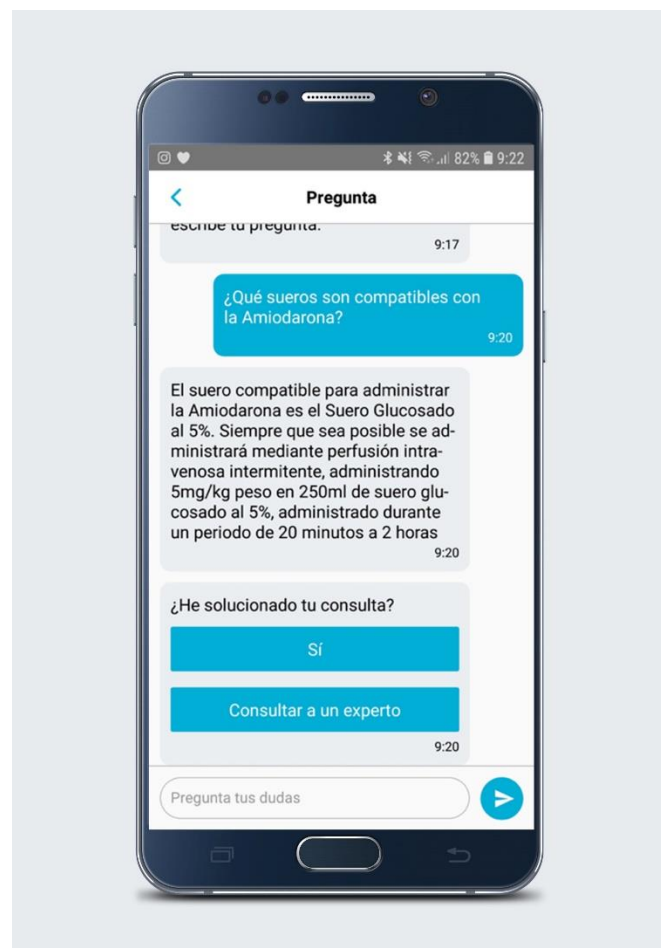 82% 9:22
Pregunta
escribe tu pregunta.
9:17
¿Qué sueros son compatibles con
la Amiodarona?
9:20
El suero compatible para administrar
la Amiodarona es el Suero Glucosado
al 5%. Siempre que sea posible se ad-
ministrará mediante perfusión intra-
venosa intermitente, administrando
5mg/kg peso en 250ml de suero glu-
cosado al 5%, administrado durante
un periodo de 20 minutos a 2 horas
9:20
¿He solucionado tu consulta?
Sí
Consultar a un experto
9:20
Pregunta tus dudas